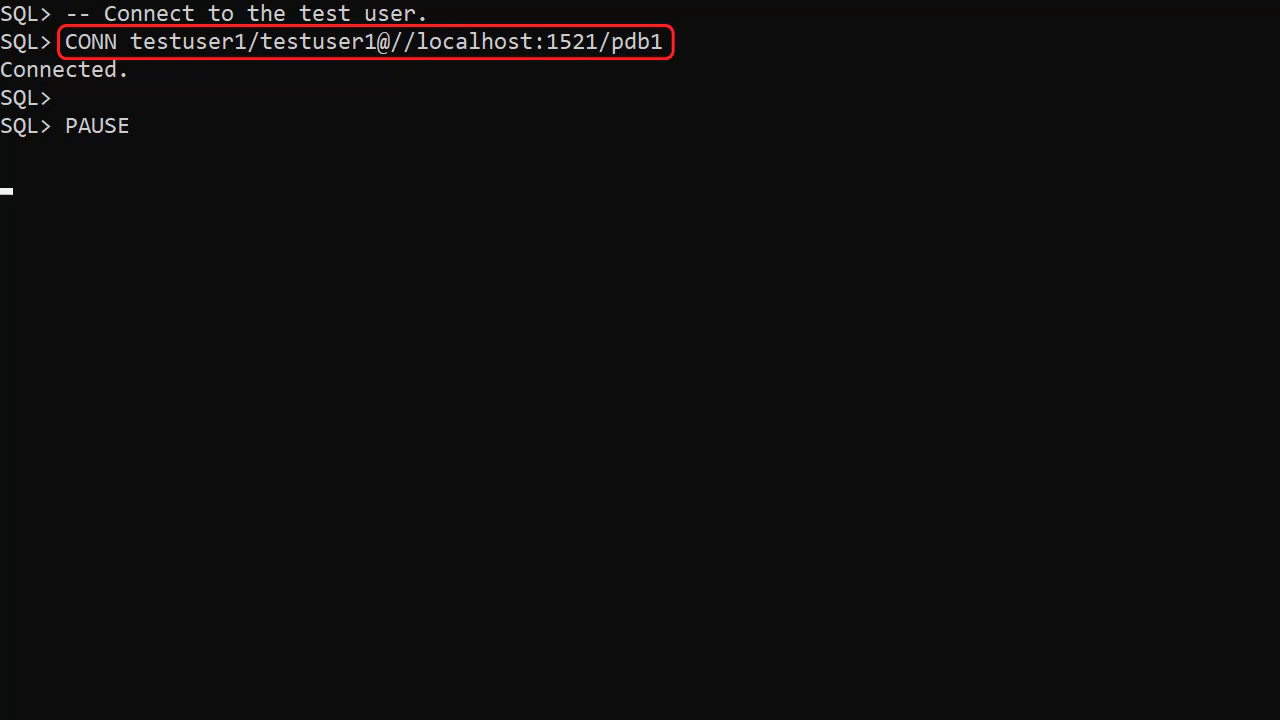 SQL> -- Connect to the test user.
SQL> CONN testuser1/testuser1@//localhost:1521/pdb1
Connected.
SQL>
SQL> PAUSE